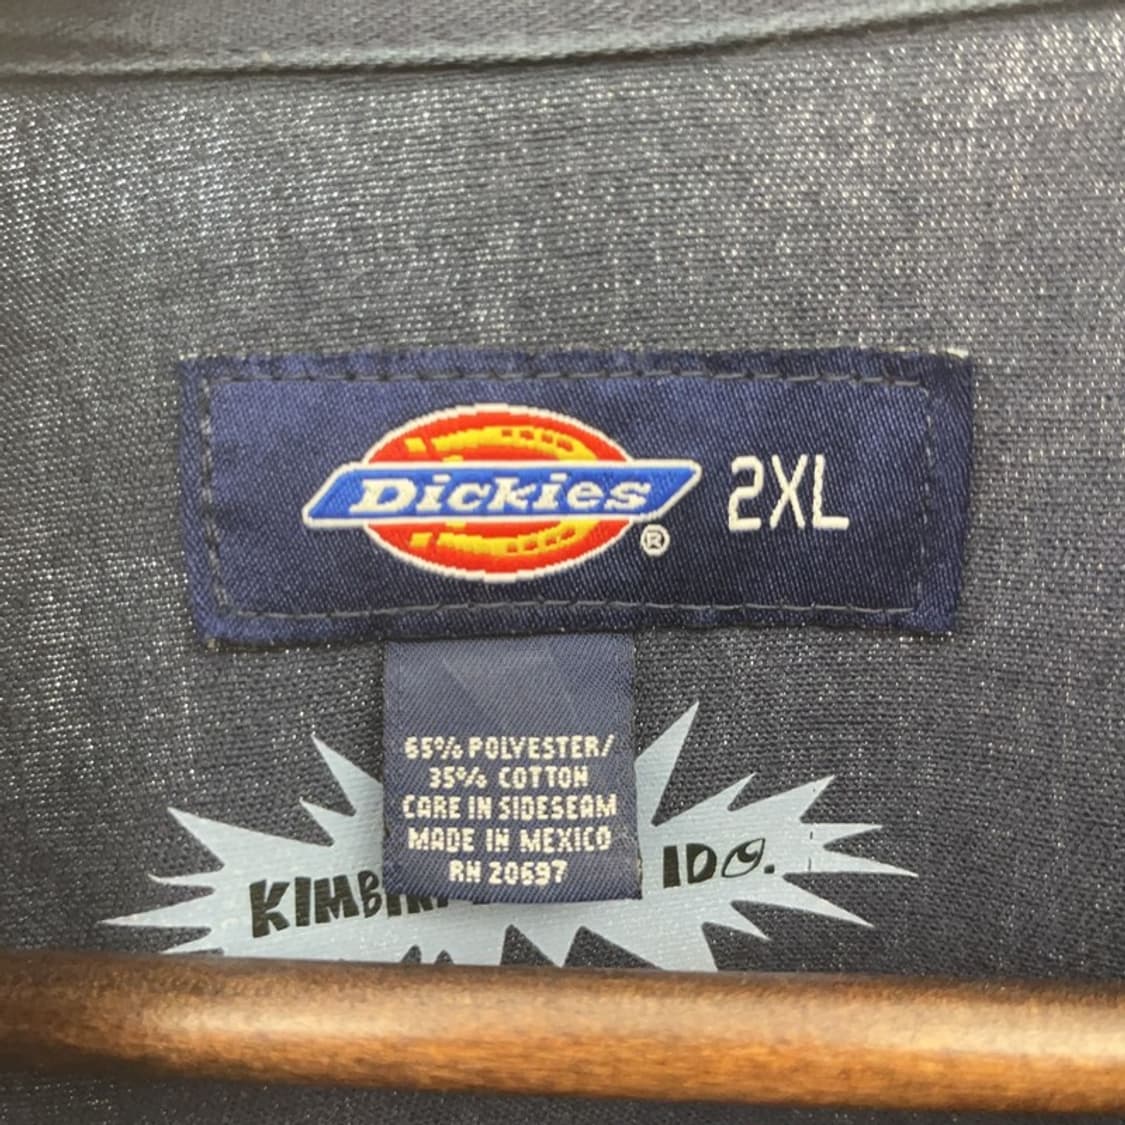 Dickies® 2XL
65% POLYESTER/
35% COTTON
CARE IN SIDESEAM
MADE IN MEXICO
RN 20697